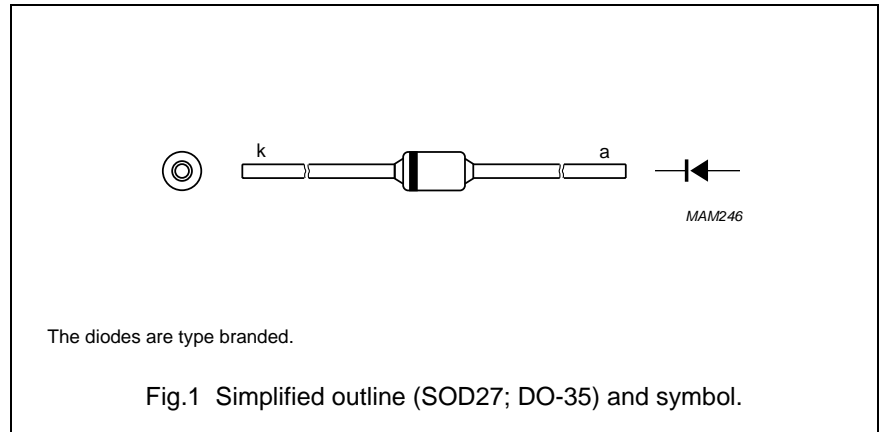 k
a
MAM246
The diodes are type branded.
Fig.1 Simplified outline (SOD27; DO-35) and symbol.